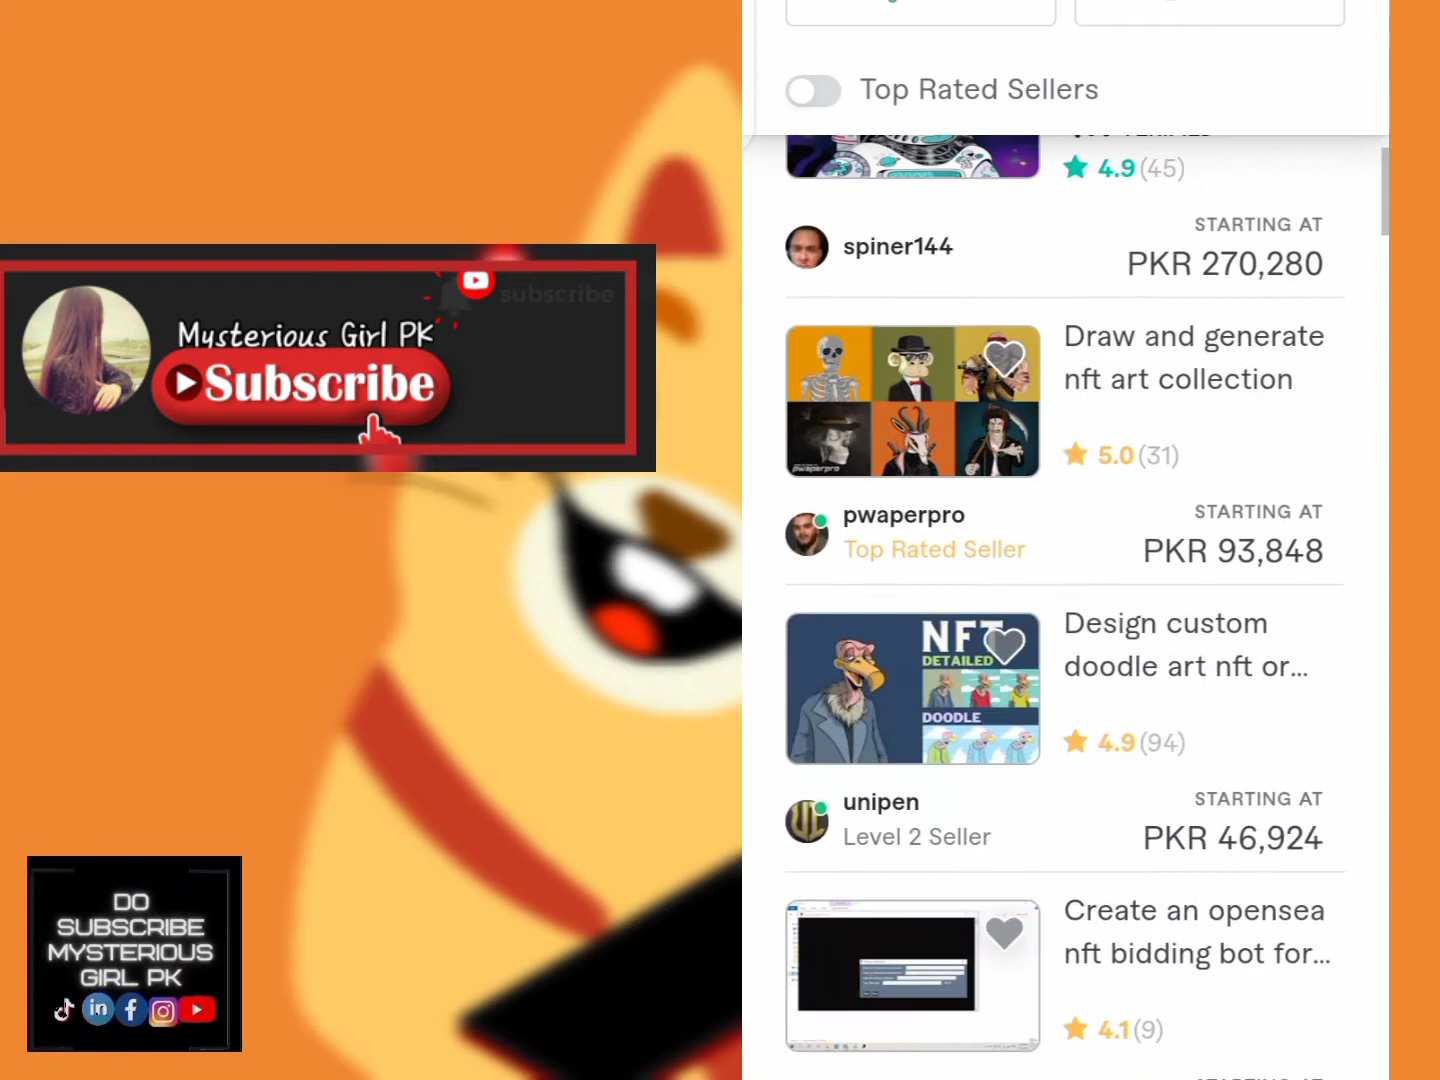 Top Rated Sellers
4.9 (45)
spiner144
STARTING AT
PKR 270,280
Draw and generate
nft art collection
5.0 (31)
pwaperpro
pwaperpro
Top Rated Seller
STARTING AT
PKR 93,848
NFT
DETAILED
DOODLE
Design custom
doodle art nft or...
4.9 (94)
UL
unipen
Level 2 Seller
STARTING AT
PKR 46,924
Create an opensea
nft bidding bot for...
4.1 (9)
subscribe
Mysterious Girl PK
Subscribe
DO
SUBSCRIBE
MYSTERIOUS
GIRL PK
in f